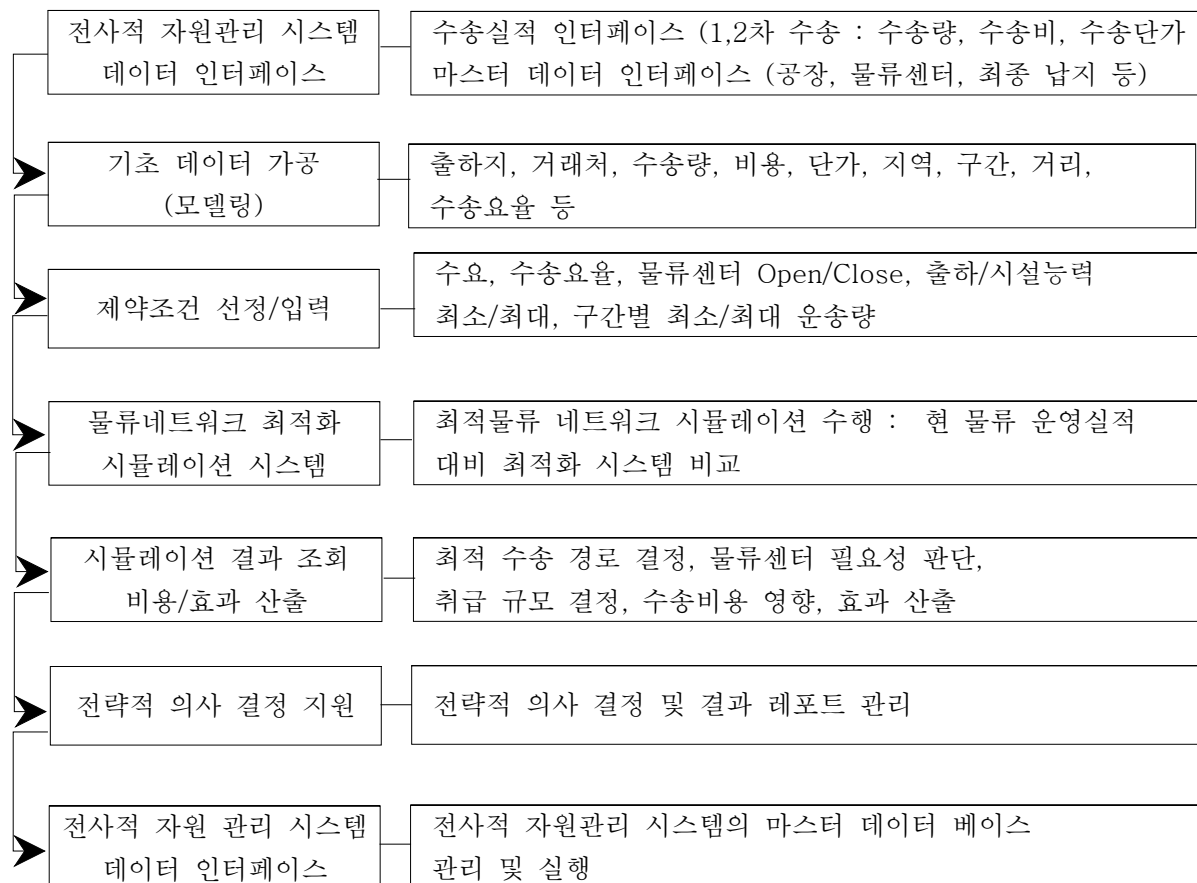 전사적 자원관리 시스템
데이터 인터페이스
수송실적 인터페이스 (1,2차 수송 : 수송량, 수송비, 수송단가
마스터 데이터 인터페이스 (공장, 물류센터, 최종 납지 등)
기초 데이터 가공
(모델링)
출하지, 거래처, 수송량, 비용, 단가, 지역, 구간, 거리,
수송요율 등
제약조건 선정/입력
수요, 수송요율, 물류센터 Open/Close, 출하/시설능력
최소/최대, 구간별 최소/최대 운송량
물류네트워크 최적화
시뮬레이션 시스템
최적물류 네트워크 시뮬레이션 수행 : 현 물류 운영실적
대비 최적화 시스템 비교
시뮬레이션 결과 조회
비용/효과 산출
최적 수송 경로 결정, 물류센터 필요성 판단,
취급 규모 결정, 수송비용 영향, 효과 산출
전략적 의사 결정 지원
전략적 의사 결정 및 결과 레포트 관리
전사적 자원 관리 시스템
데이터 인터페이스
전사적 자원관리 시스템의 마스터 데이터 베이스
관리 및 실행